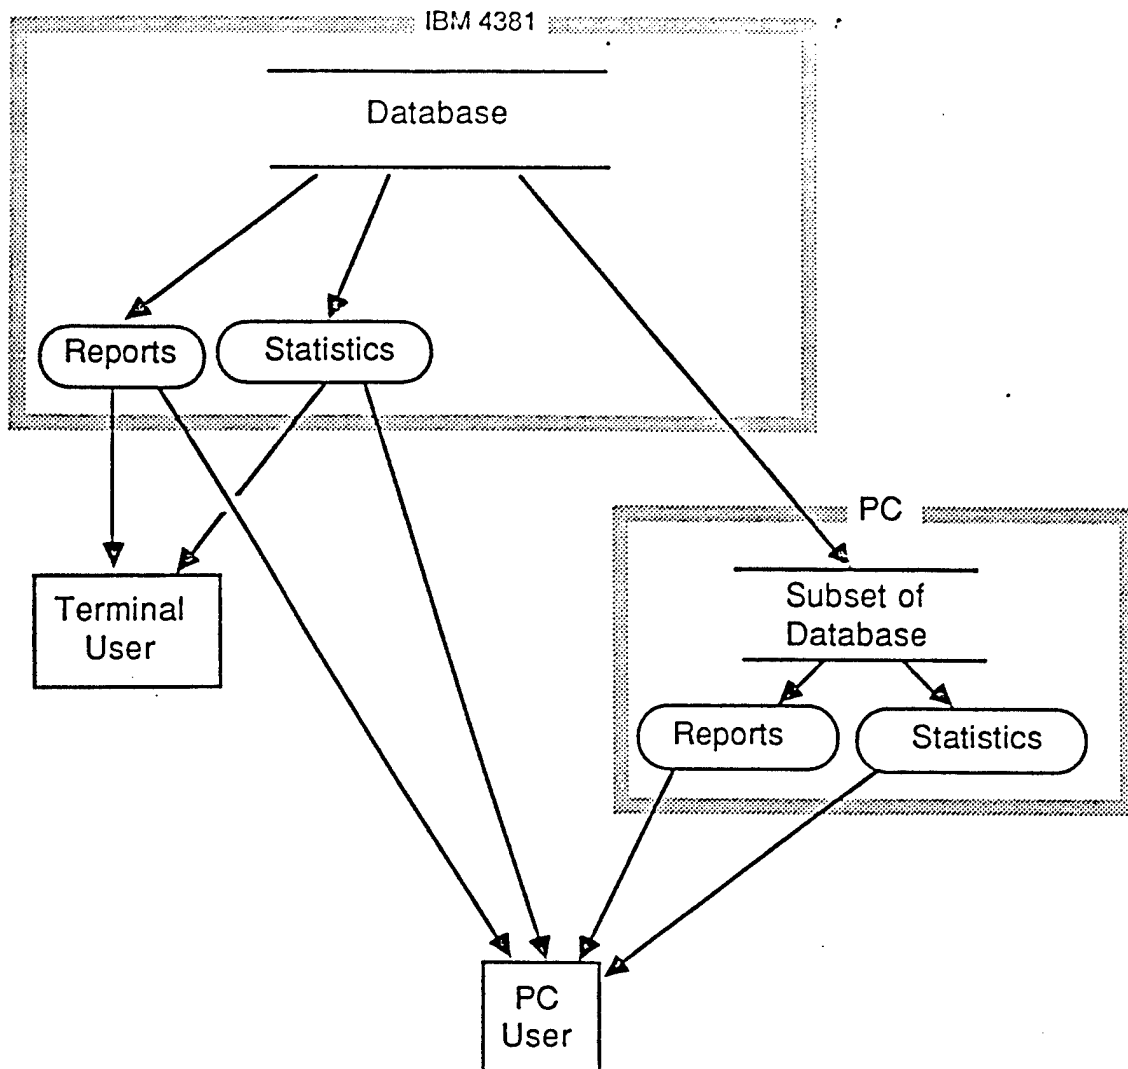 IBM 4381
Database
Reports
Statistics
Terminal
User
PC
Subset of
Database
Reports
Statistics
PC
User